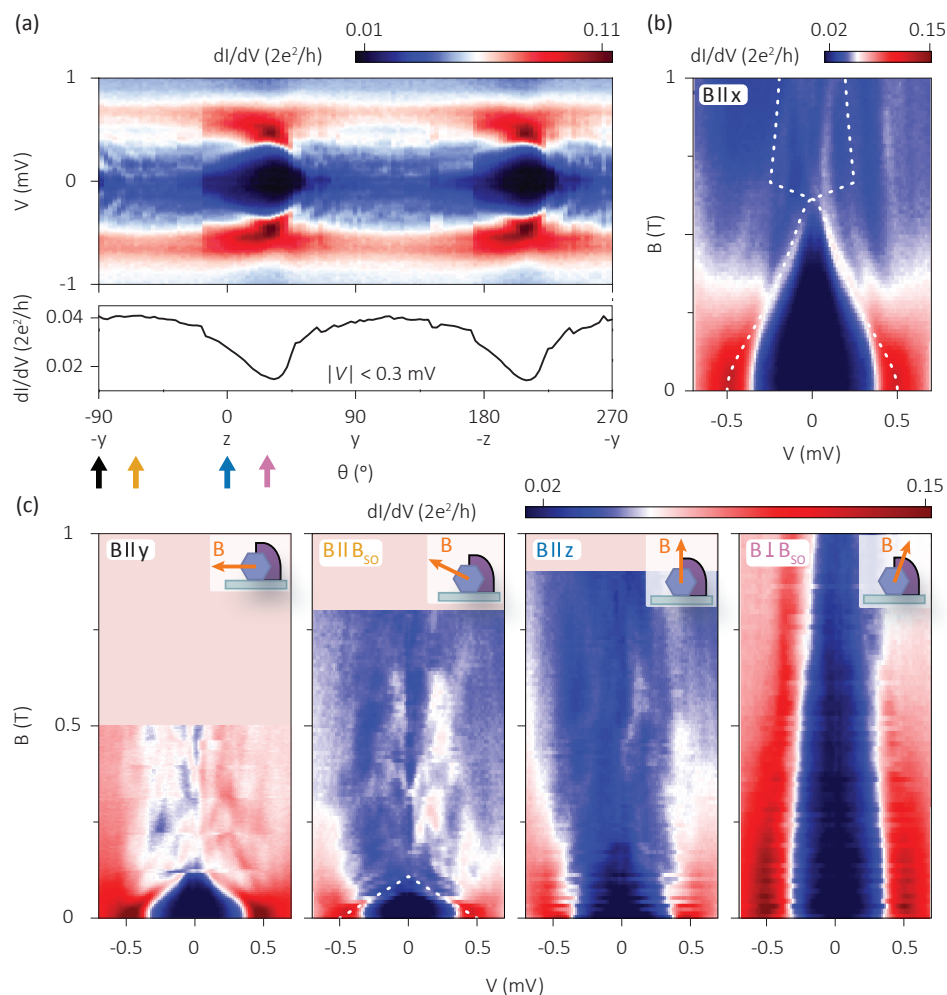 (a)
dI/dV (2e²/h)
0.01
0.11
1
0
-1
V (mV)
0.04
0.02
dI/dV (2e²/h)
|V| < 0.3 mV
-90
0
90
180
270
-y
z
y
-z
-y
θ (°)
(b)
dI/dV (2e²/h)
0.02
0.15
B || x
1
0
B (T)
-0.5
0
0.5
V (mV)
(c)
dI/dV (2e²/h)
0.02
0.15
B || y
B
B || B_SO
B
B || z
B
B ⊥ B_SO
B
1
0.5
0
B (T)
-0.5
0
0.5
-0.5
0
0.5
-0.5
0
0.5
-0.5
0
0.5
V (mV)